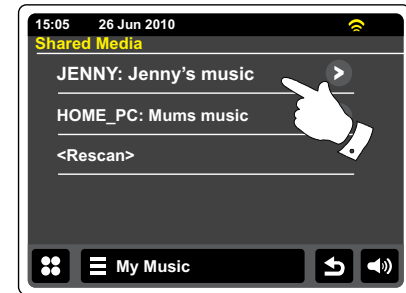 15:05 26 Jun 2010
Shared Media
JENNY: Jenny's music
HOME_PC: Mums music
<Rescan>
My Music